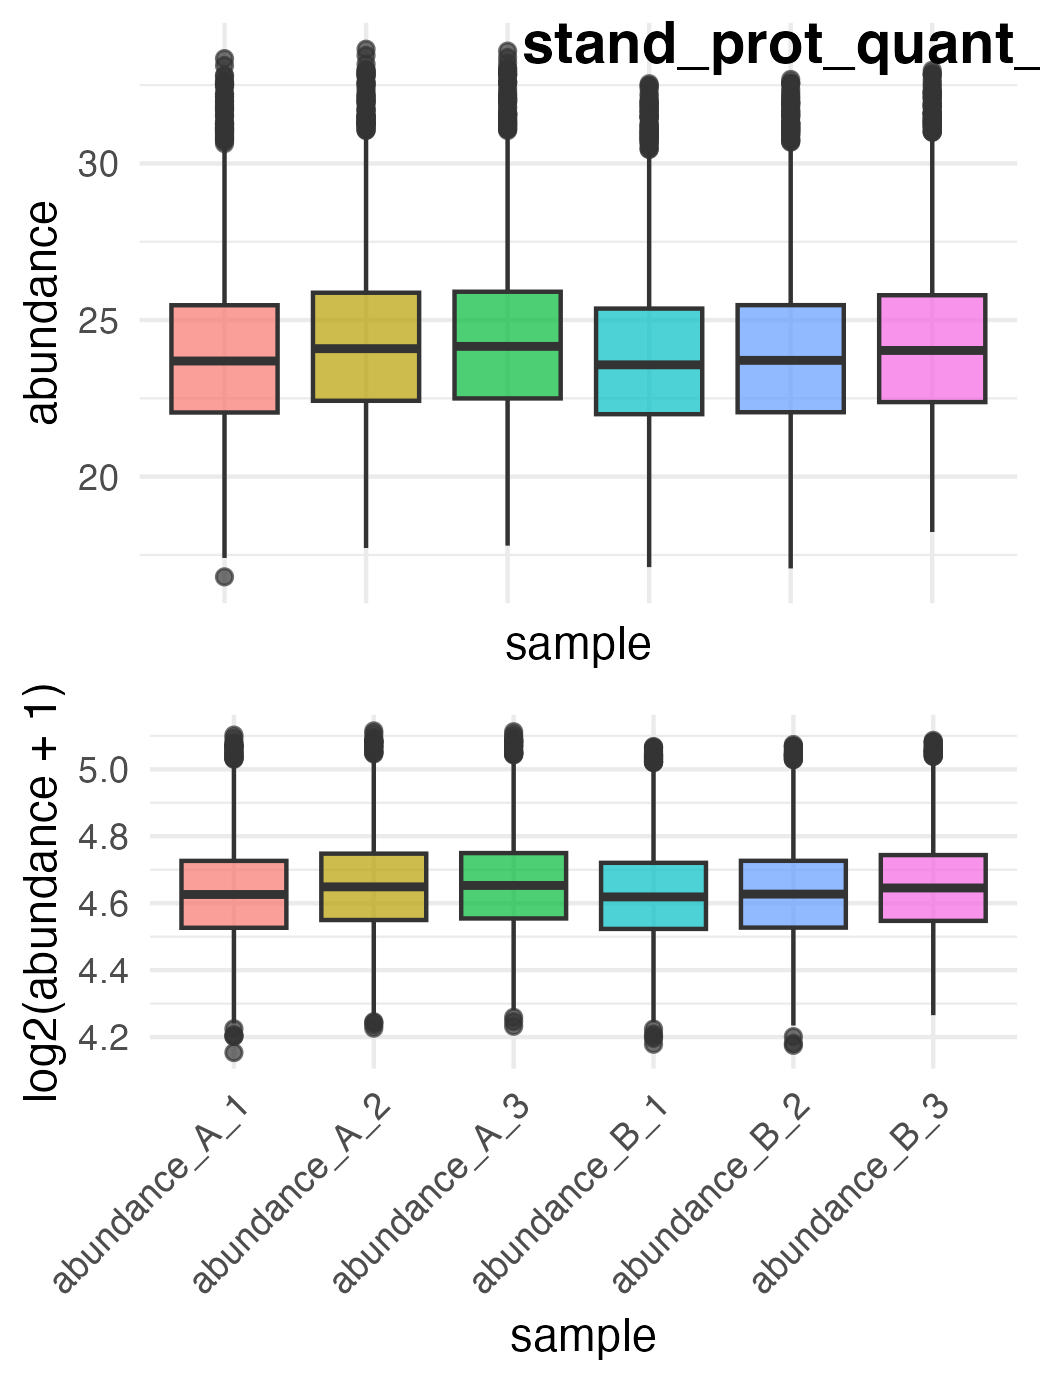 stand_prot_quant_
abundance
30
25
20
sample
log2(abundance + 1)
5.0
4.8
4.6
4.4
4.2
abundance_A_1
abundance_A_2
abundance_A_3
abundance_B_1
abundance_B_2
abundance_B_3
sample